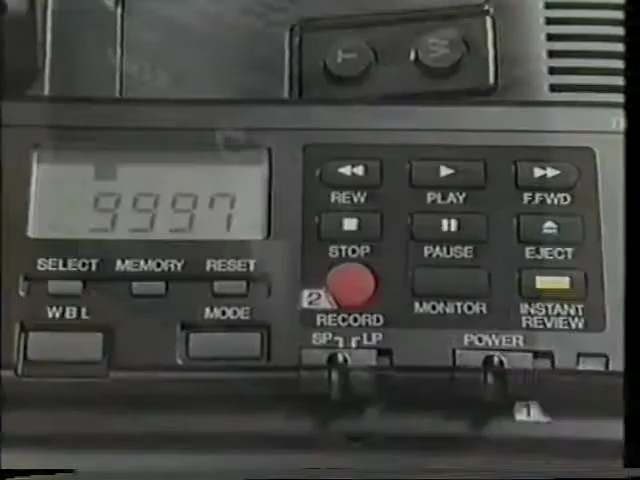 T W
9997
REW PLAY F.FWD
STOP PAUSE EJECT
SELECT MEMORY RESET
2
MONITOR INSTANT REVIEW
WBL MODE
RECORD
SP LP POWER
1